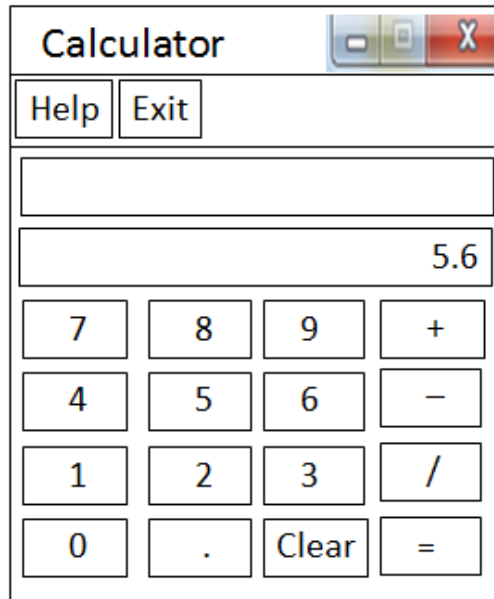 Calculator X
Help Exit
5.6
7 8 9 +
4 5 6 –
1 2 3 /
0 . Clear =